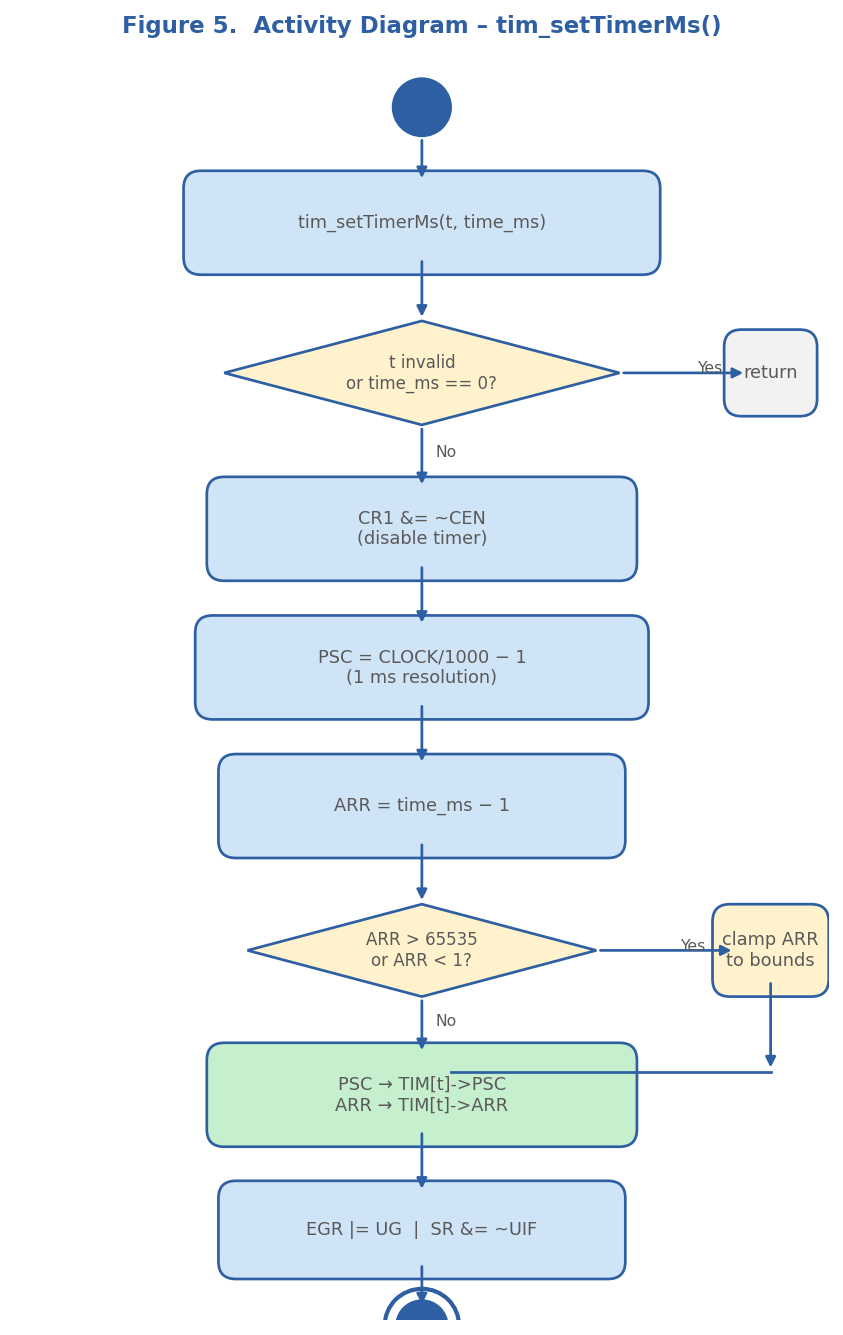 Figure 5.  Activity Diagram – tim_setTimerMs()
tim_setTimerMs(t, time_ms)
t invalid
or time_ms == 0?
Yes
return
No
CR1 &= ~CEN
(disable timer)
PSC = CLOCK/1000 − 1
(1 ms resolution)
ARR = time_ms − 1
ARR > 65535
or ARR < 1?
Yes
clamp ARR
to bounds
No
PSC → TIM[t]->PSC
ARR → TIM[t]->ARR
EGR |= UG  |  SR &= ~UIF